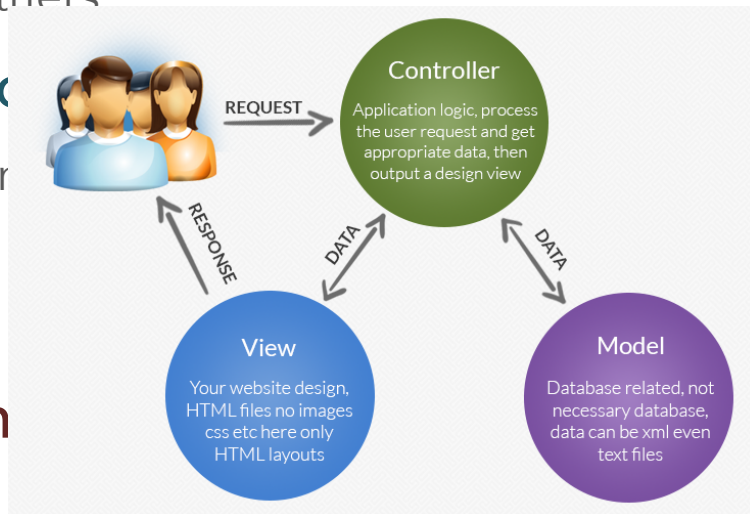 REQUEST
Controller
Application logic, process
the user request and get
appropriate data, then
output a design view
RESPONSE
DATA
DATA
View
Your website design,
HTML files no images
css etc here only
HTML layouts
Model
Database related, not
necessary database,
data can be xml even
text files